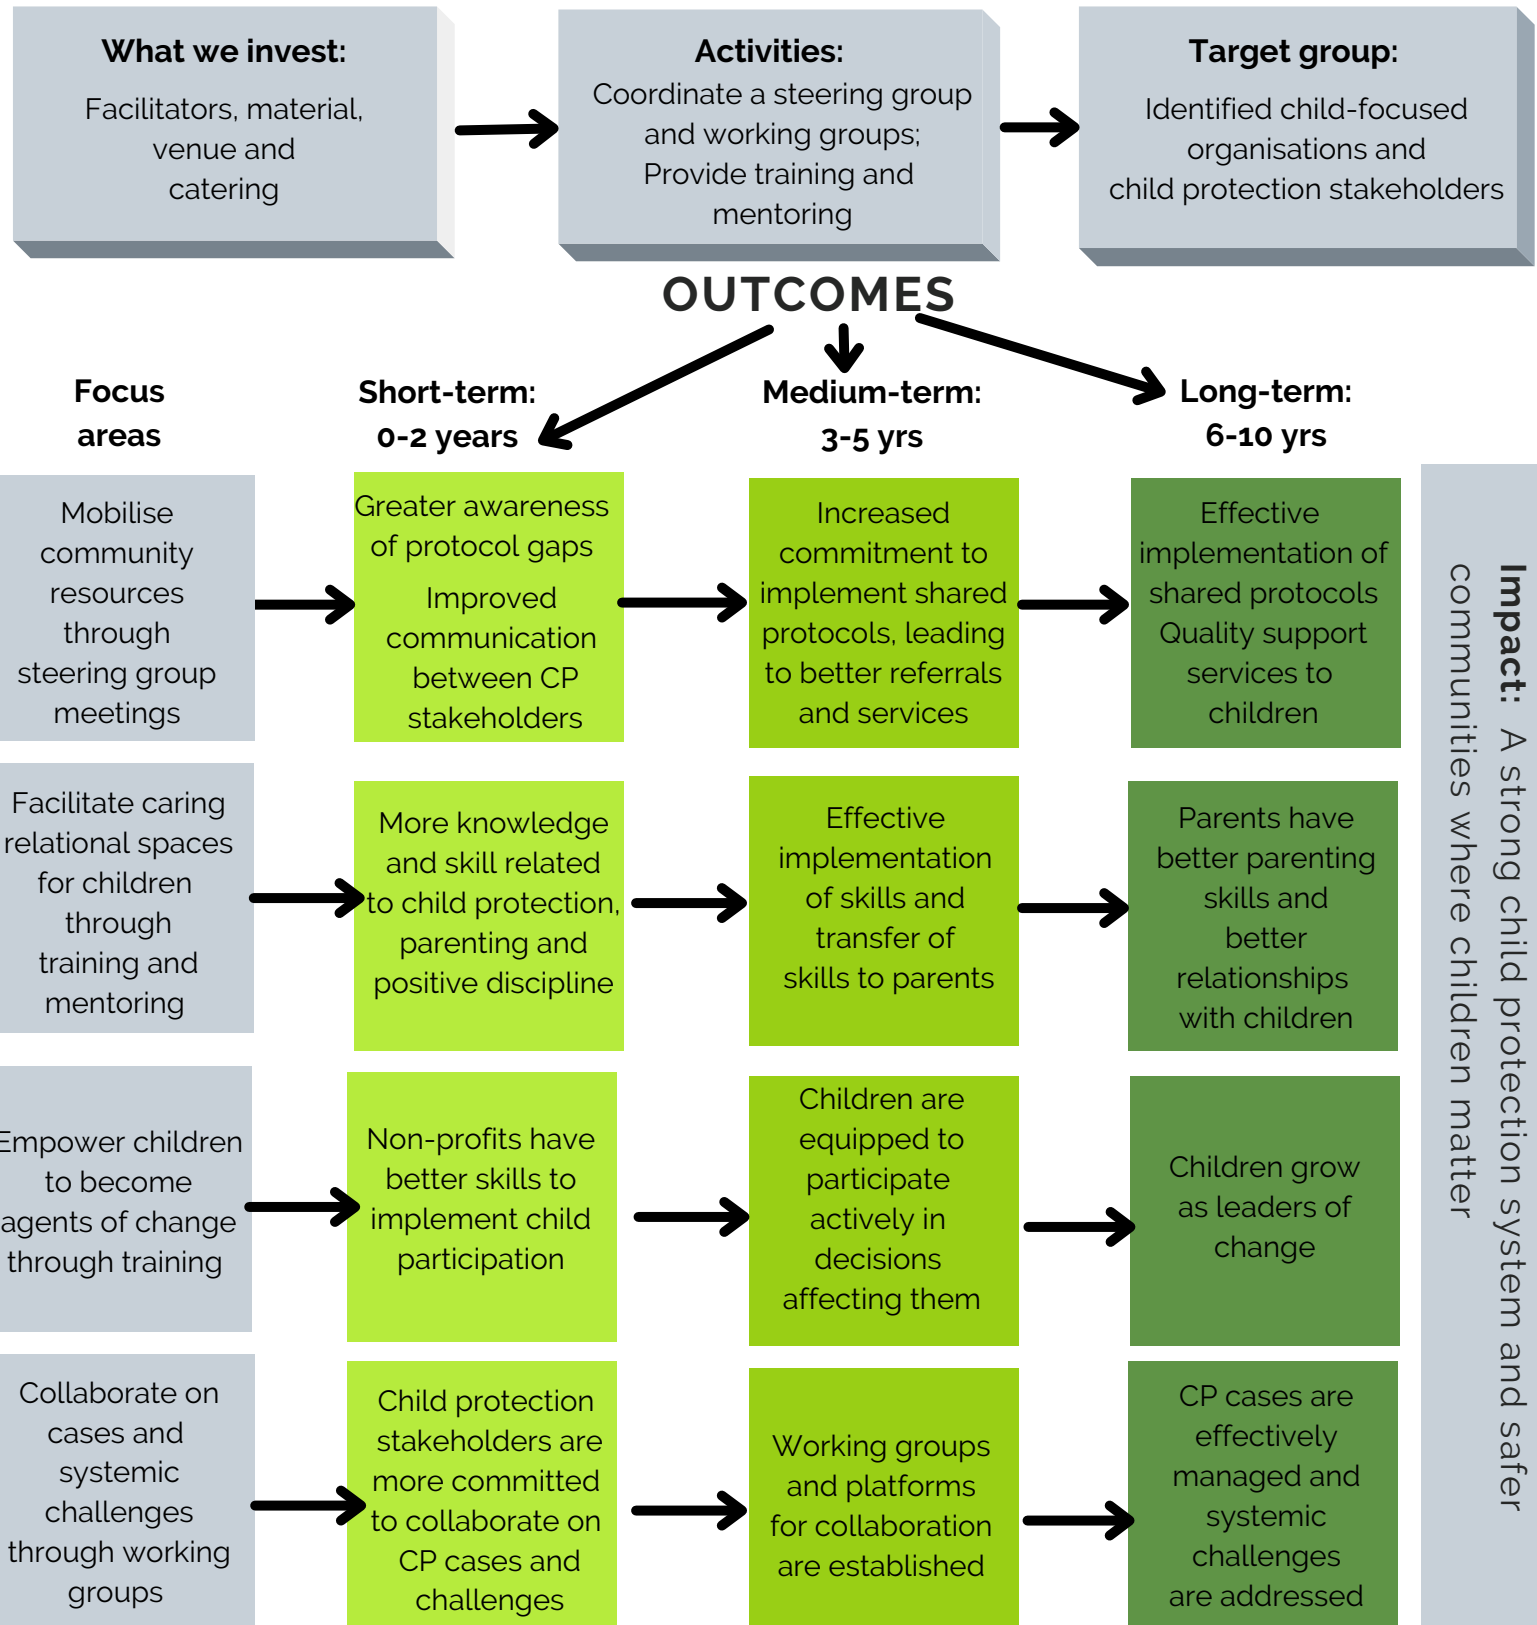 What we invest:
Facilitators, material,
venue and
catering
Activities:
Coordinate a steering group
and working groups;
Provide training and
mentoring
Target group:
Identified child-focused
organisations and
child protection stakeholders
OUTCOMES
Focus
areas
Short-term:
0-2 years
Medium-term:
3-5 yrs
Long-term:
6-10 yrs
Mobilise
community
resources
through
steering group
meetings
Greater awareness
of protocol gaps
Improved
communication
between CP
stakeholders
Increased
commitment to
implement shared
protocols, leading
to better referrals
and services
Effective
implementation of
shared protocols
Quality support
services to
children
Facilitate caring
relational spaces
for children
through
training and
mentoring
More knowledge
and skill related
to child protection,
parenting and
positive discipline
Effective
implementation
of skills and
transfer of
skills to parents
Parents have
better parenting
skills and
better
relationships
with children
Empower children
to become
agents of change
through training
Non-profits have
better skills to
implement child
participation
Children are
equipped to
participate
actively in
decisions
affecting them
Children grow
as leaders of
change
Collaborate on
cases and
systemic
challenges
through working
groups
Child protection
stakeholders are
more committed
to collaborate on
CP cases and
challenges
Working groups
and platforms
for collaboration
are established
CP cases are
effectively
managed and
systemic
challenges
are addressed
Impact: A strong child protection system and safer
communities where children matter